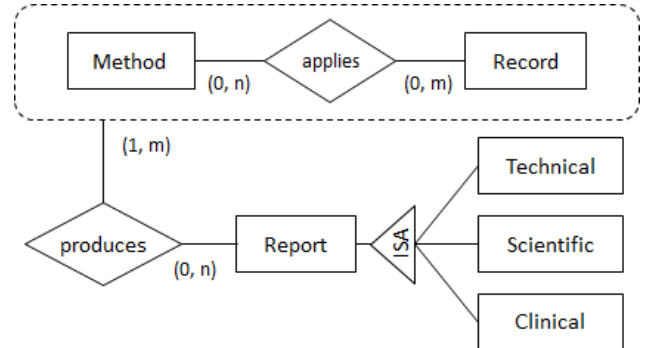 Method
applies
Record
(0, n)
(0, m)
(1, m)
Technical
produces
Report
ISA
Scientific
(0, n)
Clinical